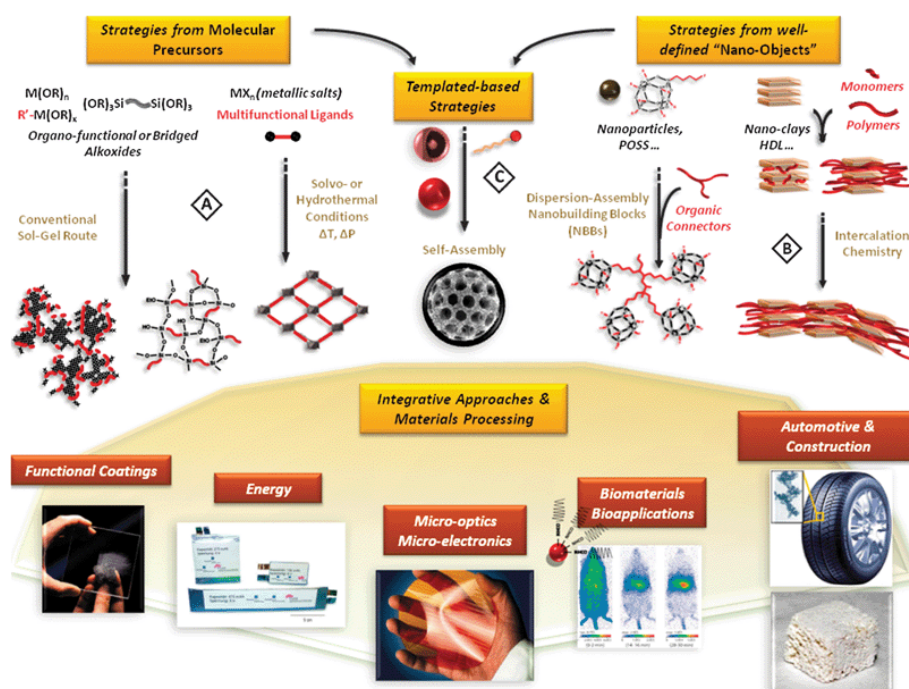 Strategies from Molecular
Precursors
Strategies from well-
defined “Nano-Objects”
Templated-based
Strategies
M(OR)n
R’-M(OR)x
(OR)3Si
Si(OR)3
Organo-functional or Bridged
Alkoxides
MXn (metallic salts)
Multifunctional Ligands
Nanoparticles,
POSS...
Nano-clays
HDL...
Monomers
Polymers
A
C
B
Conventional
Sol-Gel Route
Solvo- or
Hydrothermal
Conditions
ΔT, ΔP
Self-Assembly
Dispersion-Assembly
Nanobuilding Blocks
(NBBs)
Organic
Connectors
Intercalation
Chemistry
Integrative Approaches &
Materials Processing
Functional Coatings
Energy
Micro-optics
Micro-electronics
Biomaterials
Bioapplications
Automotive &
Construction